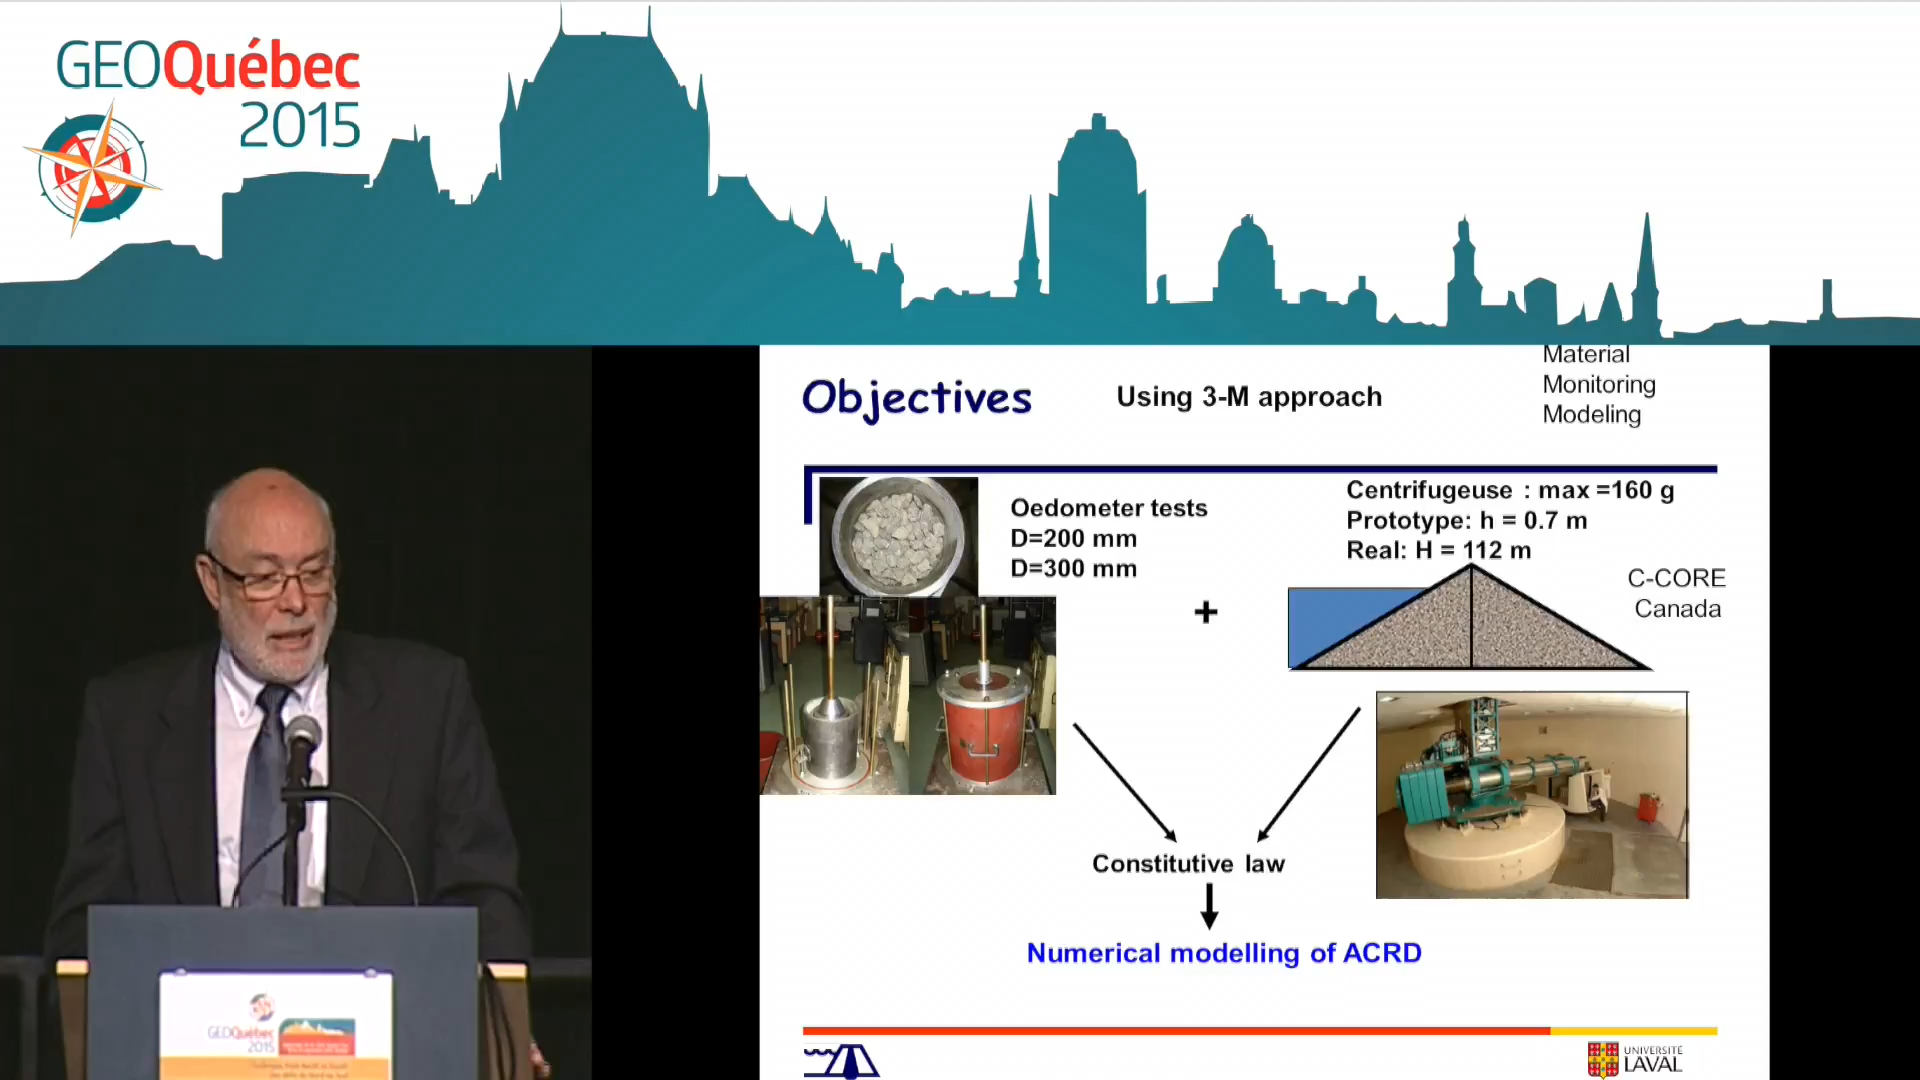 GEOQuébec
2015
Material
Monitoring
Modeling
Objectives
Using 3-M approach
Oedometer tests
D=200 mm
D=300 mm
+
Centrifugeuse : max =160 g
Prototype: h = 0.7 m
Real: H = 112 m
C-CORE
Canada
Constitutive law
Numerical modelling of ACRD
UNIVERSITÉ
LAVAL
GEOQuébec
2015